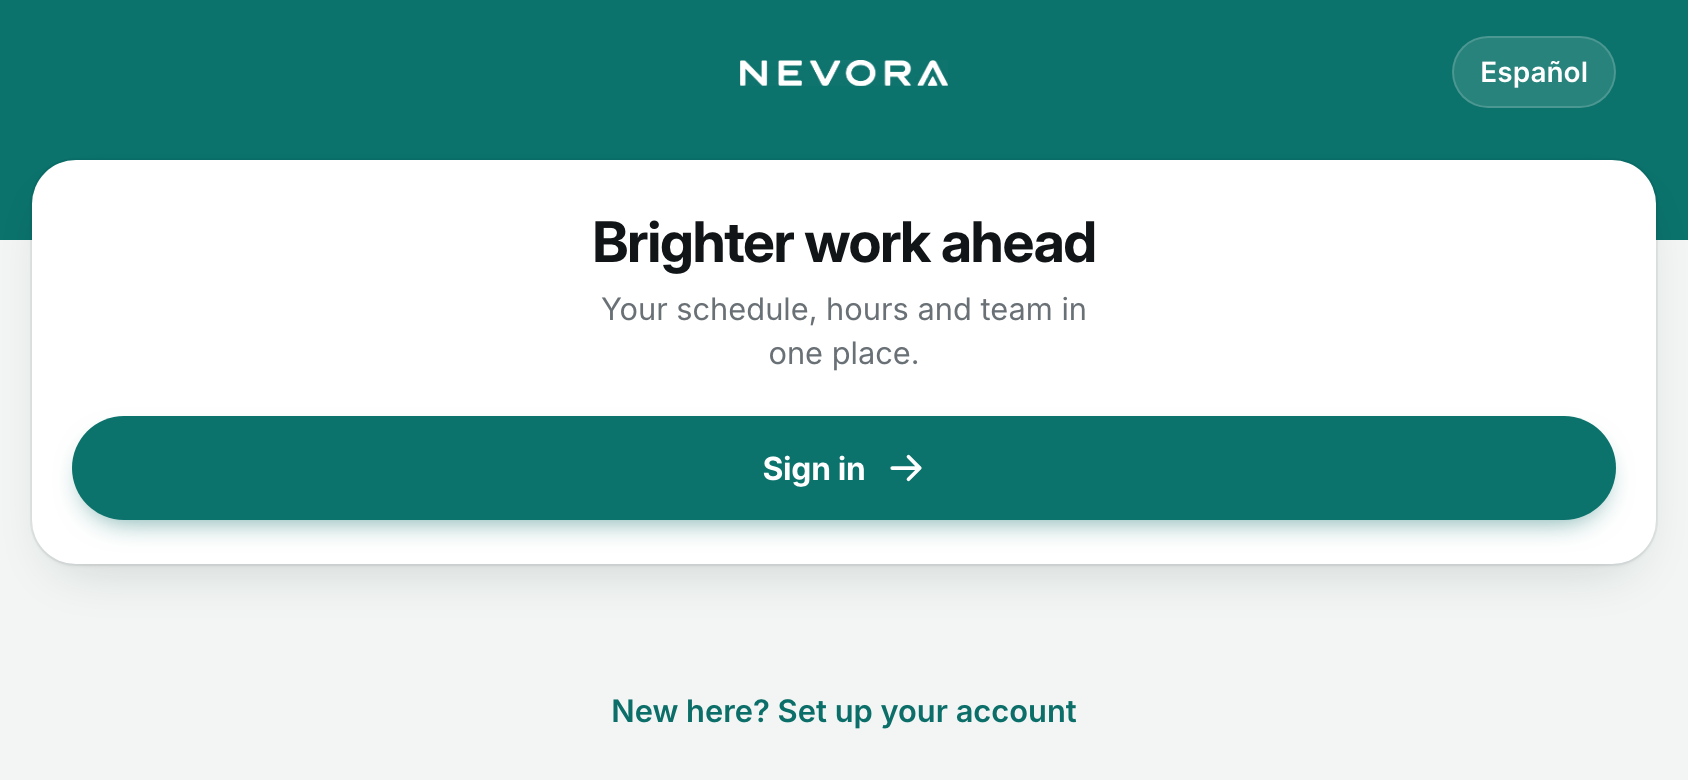 NEVORA
Español
Brighter work ahead
Your schedule, hours and team in
one place.
Sign in
New here? Set up your account